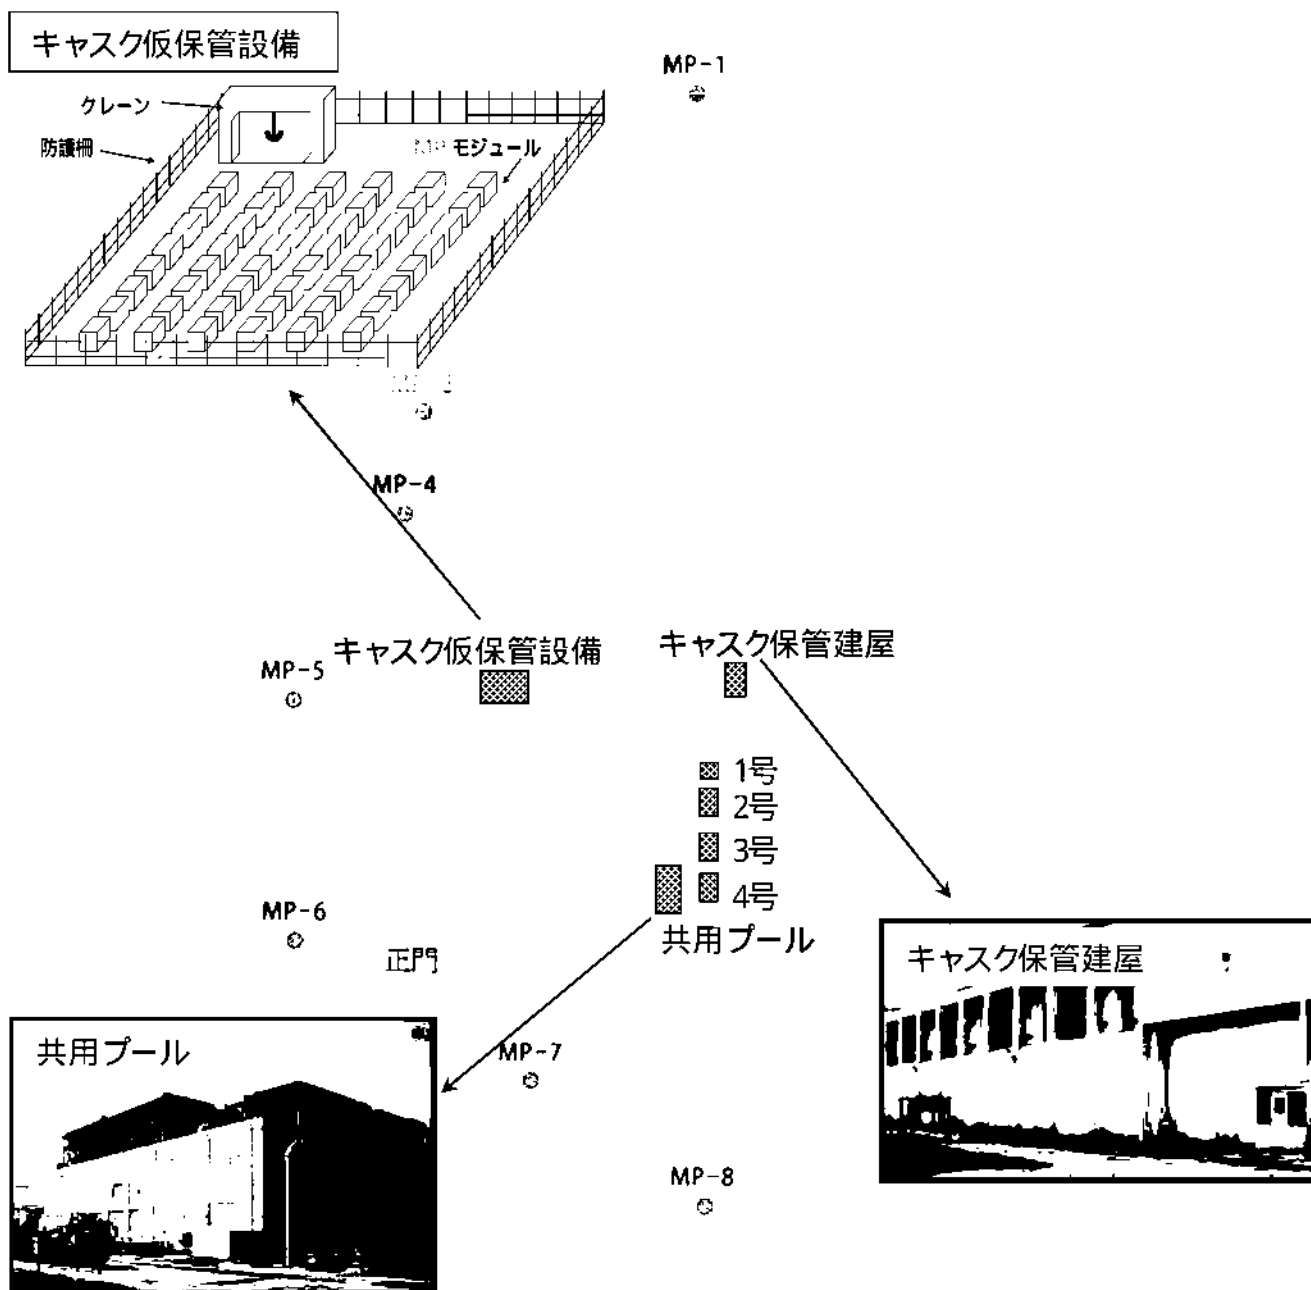 キャスク仮保管設備
MP-1
クレーン
防護柵
モジュール
MP-4
キャスク仮保管設備
キャスク保管建屋
MP-5
1号
2号
3号
4号
MP-6
共用プール
正門
キャスク保管建屋
共用プール
MP-7
MP-8